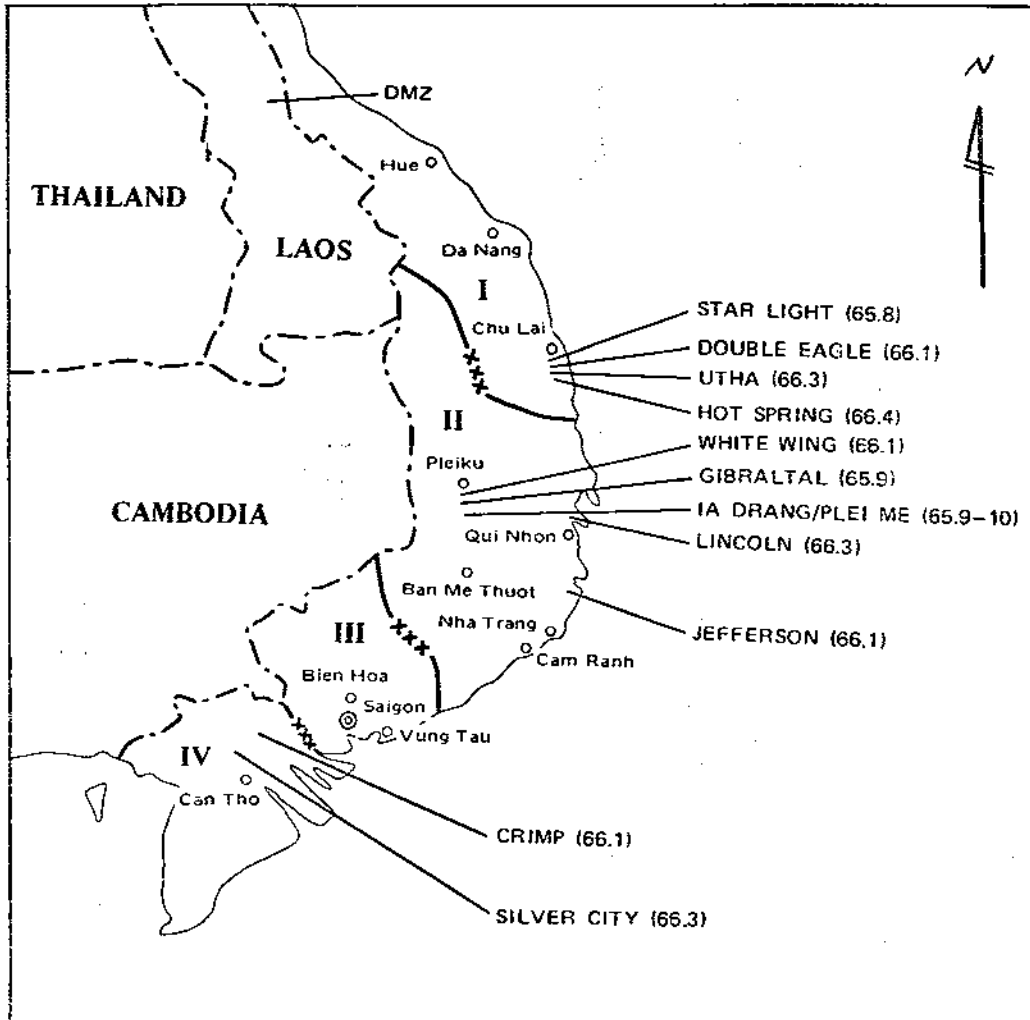 N
DMZ
Hue
THAILAND
LAOS
Da Nang
I
Chu Lai
STAR LIGHT (65.8)
DOUBLE EAGLE (66.1)
UTHA (66.3)
HOT SPRING (66.4)
II
WHITE WING (66.1)
Pleiku
GIBRALTAL (65.9)
CAMBODIA
IA DRANG/PLEI ME (65.9-10)
Qui Nhon
LINCOLN (66.3)
Ban Me Thuot
III
Nha Trang
JEFFERSON (66.1)
Cam Ranh
Bien Hoa
Saigon
Vung Tau
IV
Can Tho
CRIMP (66.1)
SILVER CITY (66.3)